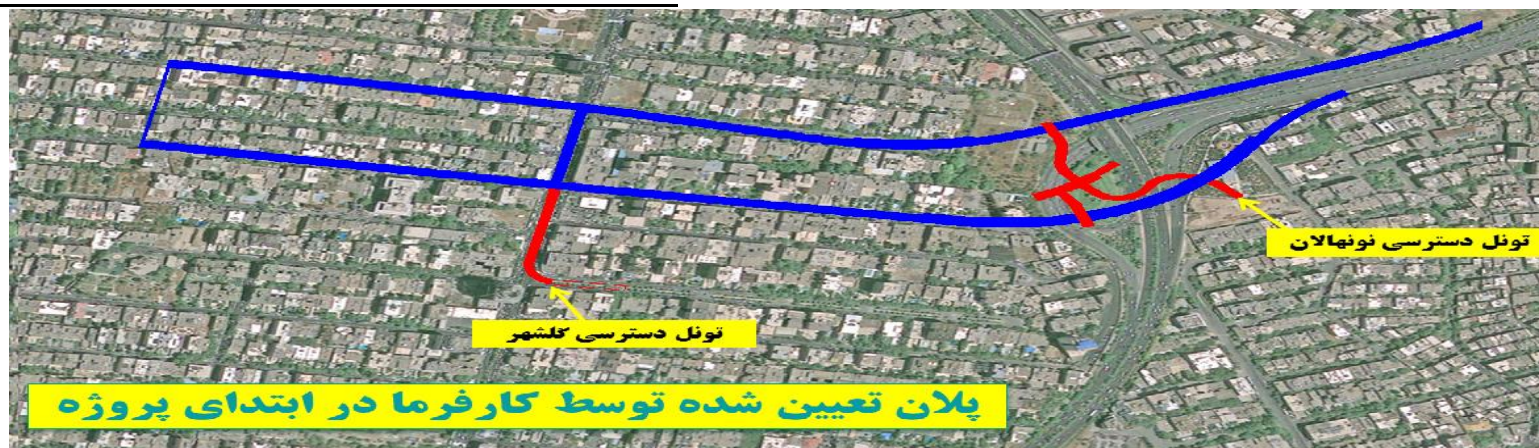 تونل دسترسی نونهالان
تونل دسترسی گلشهر
پلان تعیین شده توسط کارفرما در ابتدای پروژه